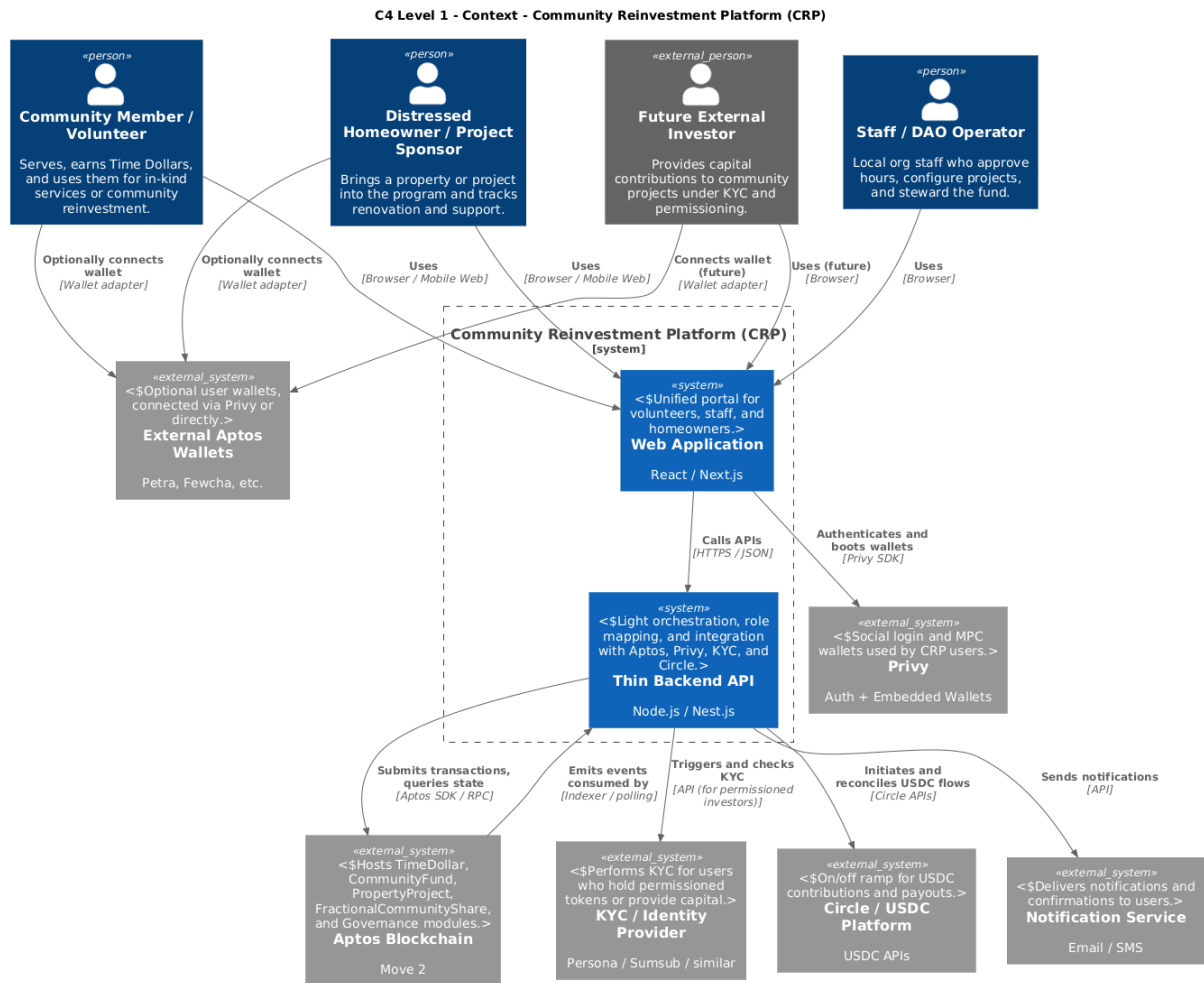 C4 Level 1 - Context - Community Reinvestment Platform (CRP)
«person»
Community Member /
Volunteer
Serves, earns Time Dollars,
and uses them for in-kind
services or community
reinvestment.
«person»
Distressed
Homeowner / Project
Sponsor
Brings a property or project
into the program and tracks
renovation and support.
«external_person»
Future External
Investor
Provides capital
contributions to community
projects under KYC and
permissioning.
«person»
Staff / DAO Operator
Local org staff who approve
hours, configure projects,
and steward the fund.
Optionally connects
wallet
[Wallet adapter]
Optionally connects
wallet
[Wallet adapter]
Uses
[Browser / Mobile Web]
Uses
[Browser / Mobile Web]
Connects wallet
(future)
[Wallet adapter]
Uses (future)
[Browser]
Uses
[Browser]
Community Reinvestment Platform (CRP)
[system]
«external_system»
<$Optional user wallets,
connected via Privy or
directly.>
External Aptos
Wallets
Petra, Fewcha, etc.
«system»
<$Unified portal for
volunteers, staff, and
homeowners.>
Web Application
React / Next.js
Calls APIs
[HTTPS / JSON]
Authenticates and
boots wallets
[Privy SDK]
«system»
<$Light orchestration, role
mapping, and integration
with Aptos, Privy, KYC, and
Circle.>
Thin Backend API
Node.js / Nest.js
«external_system»
<$Social login and MPC
wallets used by CRP users.>
Privy
Auth + Embedded Wallets
Submits transactions,
queries state
[Aptos SDK / RPC]
Emits events
consumed by
[Indexer / polling]
Triggers and checks
KYC
[API (for permissioned
investors)]
Initiates and
reconciles USDC flows
[Circle APIs]
Sends notifications
[API]
«external_system»
<$Hosts TimeDollar,
CommunityFund,
PropertyProject,
FractionalCommunityShare,
and Governance modules.>
Aptos Blockchain
Move 2
«external_system»
<$Performs KYC for users
who hold permissioned
tokens or provide capital.>
KYC / Identity
Provider
Persona / Sumsub / similar
«external_system»
<$On/off ramp for USDC
contributions and payouts.>
Circle / USDC
Platform
USDC APIs
«external_system»
<$Delivers notifications and
confirmations to users.>
Notification Service
Email / SMS